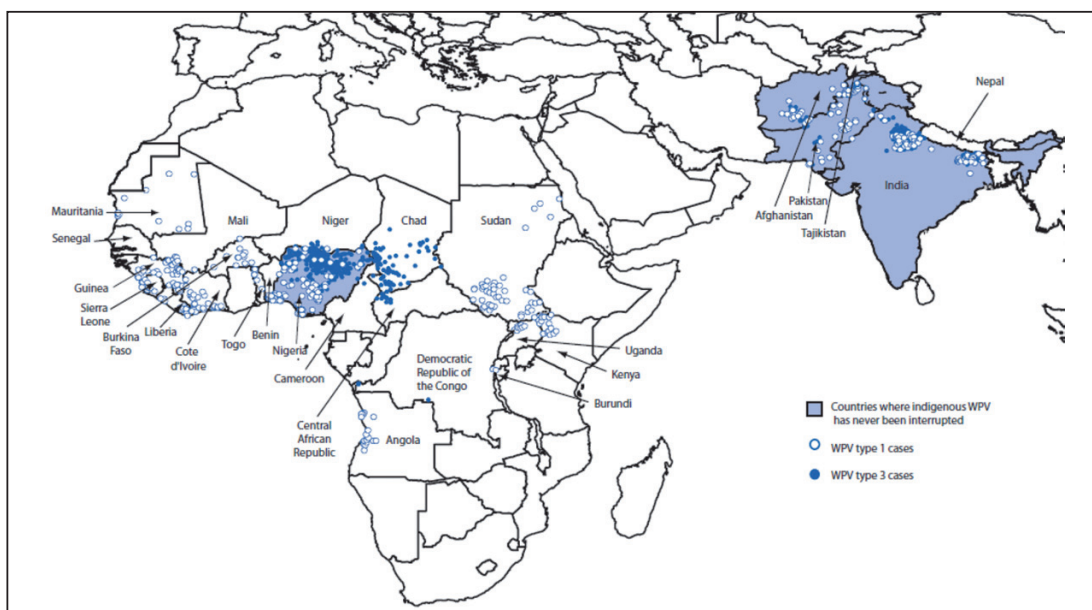 Nepal
Mauritania
Mali
Niger
Chad
Sudan
India
Pakistan
Afghanistan
Tajikistan
Senegal
Guinea
Sierra
Leone
Burkina
Faso
Liberia
Cote
d'Ivoire
Togo
Benin
Nigeria
Cameroon
Central
African
Republic
Democratic
Republic of
the Congo
Uganda
Kenya
Burundi
Angola
Countries where indigenous WPV
has never been interrupted
WPV type 1 cases
WPV type 3 cases